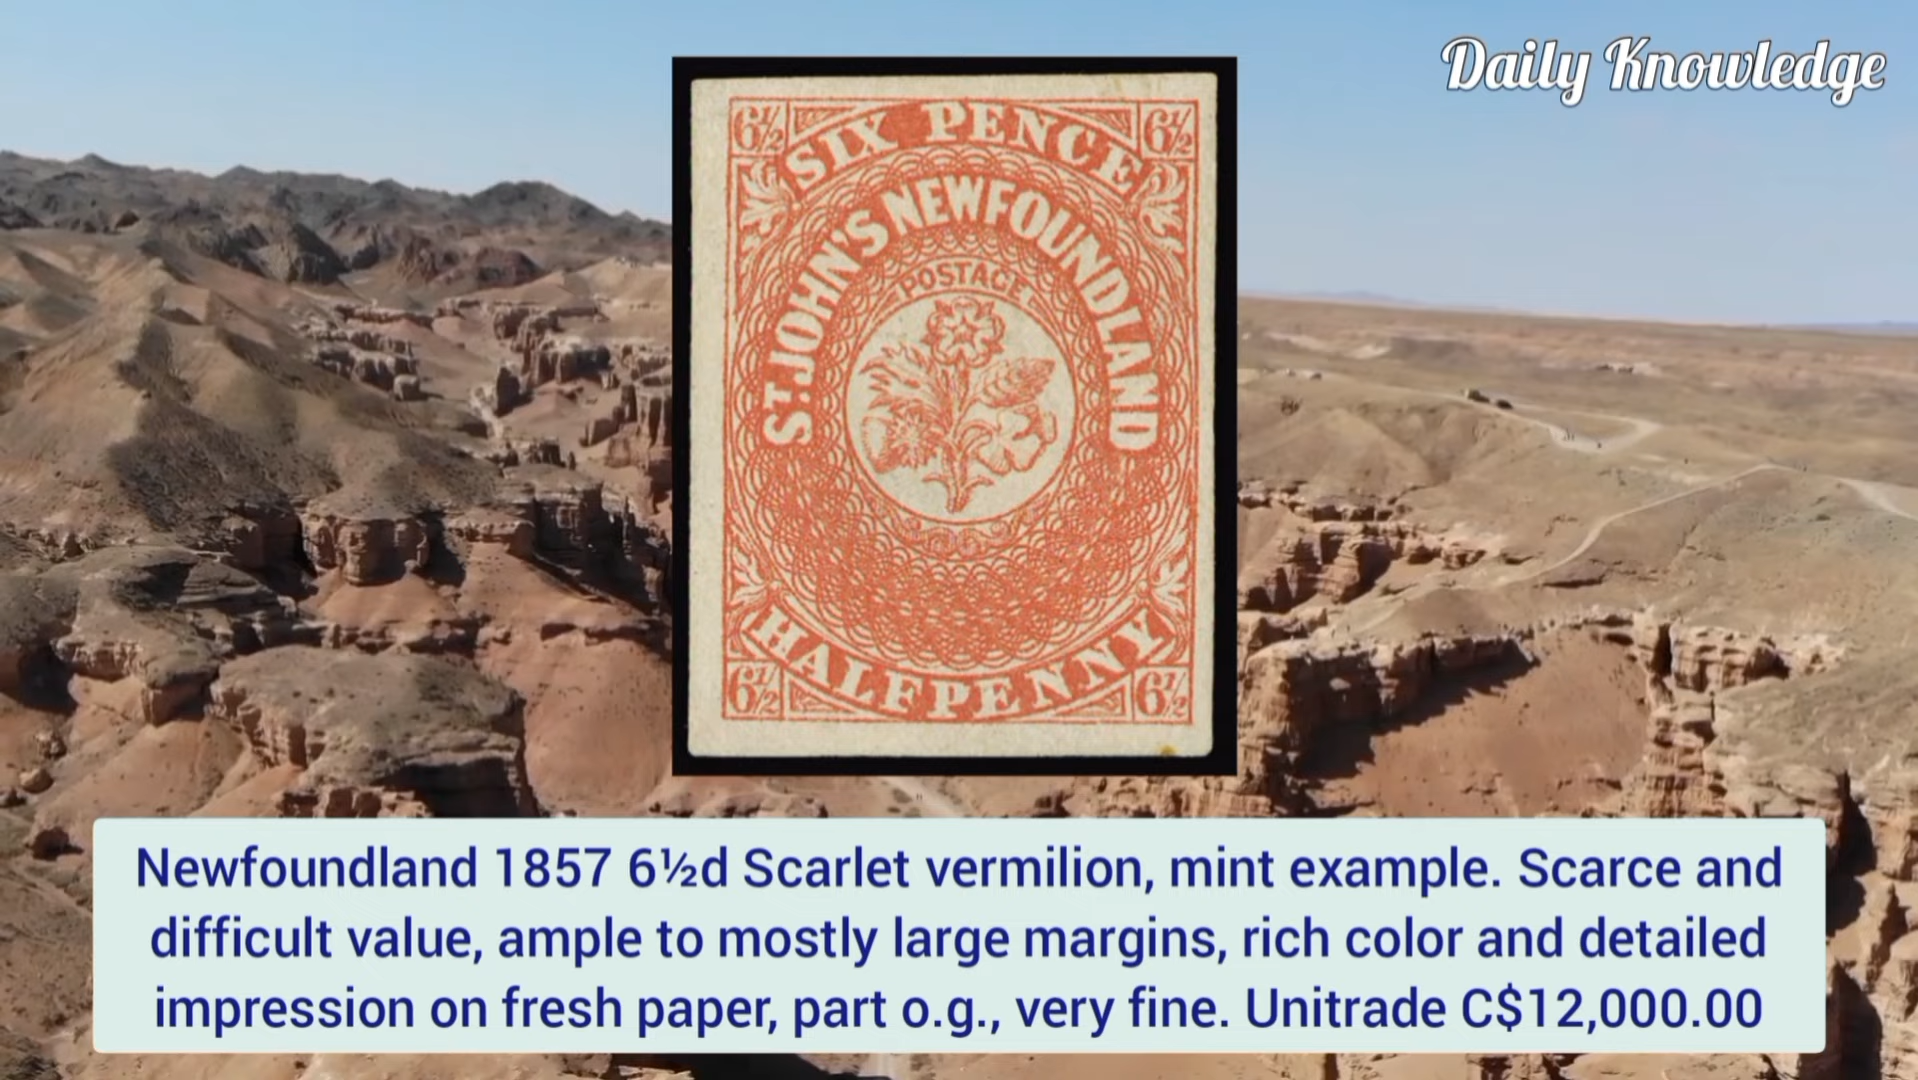 Daily Knowledge
6½ SIX PENCE 6½
ST. JOHN'S NEWFOUNDLAND
POSTAGE
HALFPENNY
6½ 6½
Newfoundland 1857 6½d Scarlet vermilion, mint example. Scarce and
difficult value, ample to mostly large margins, rich color and detailed
impression on fresh paper, part o.g., very fine. Unitrade C$12,000.00